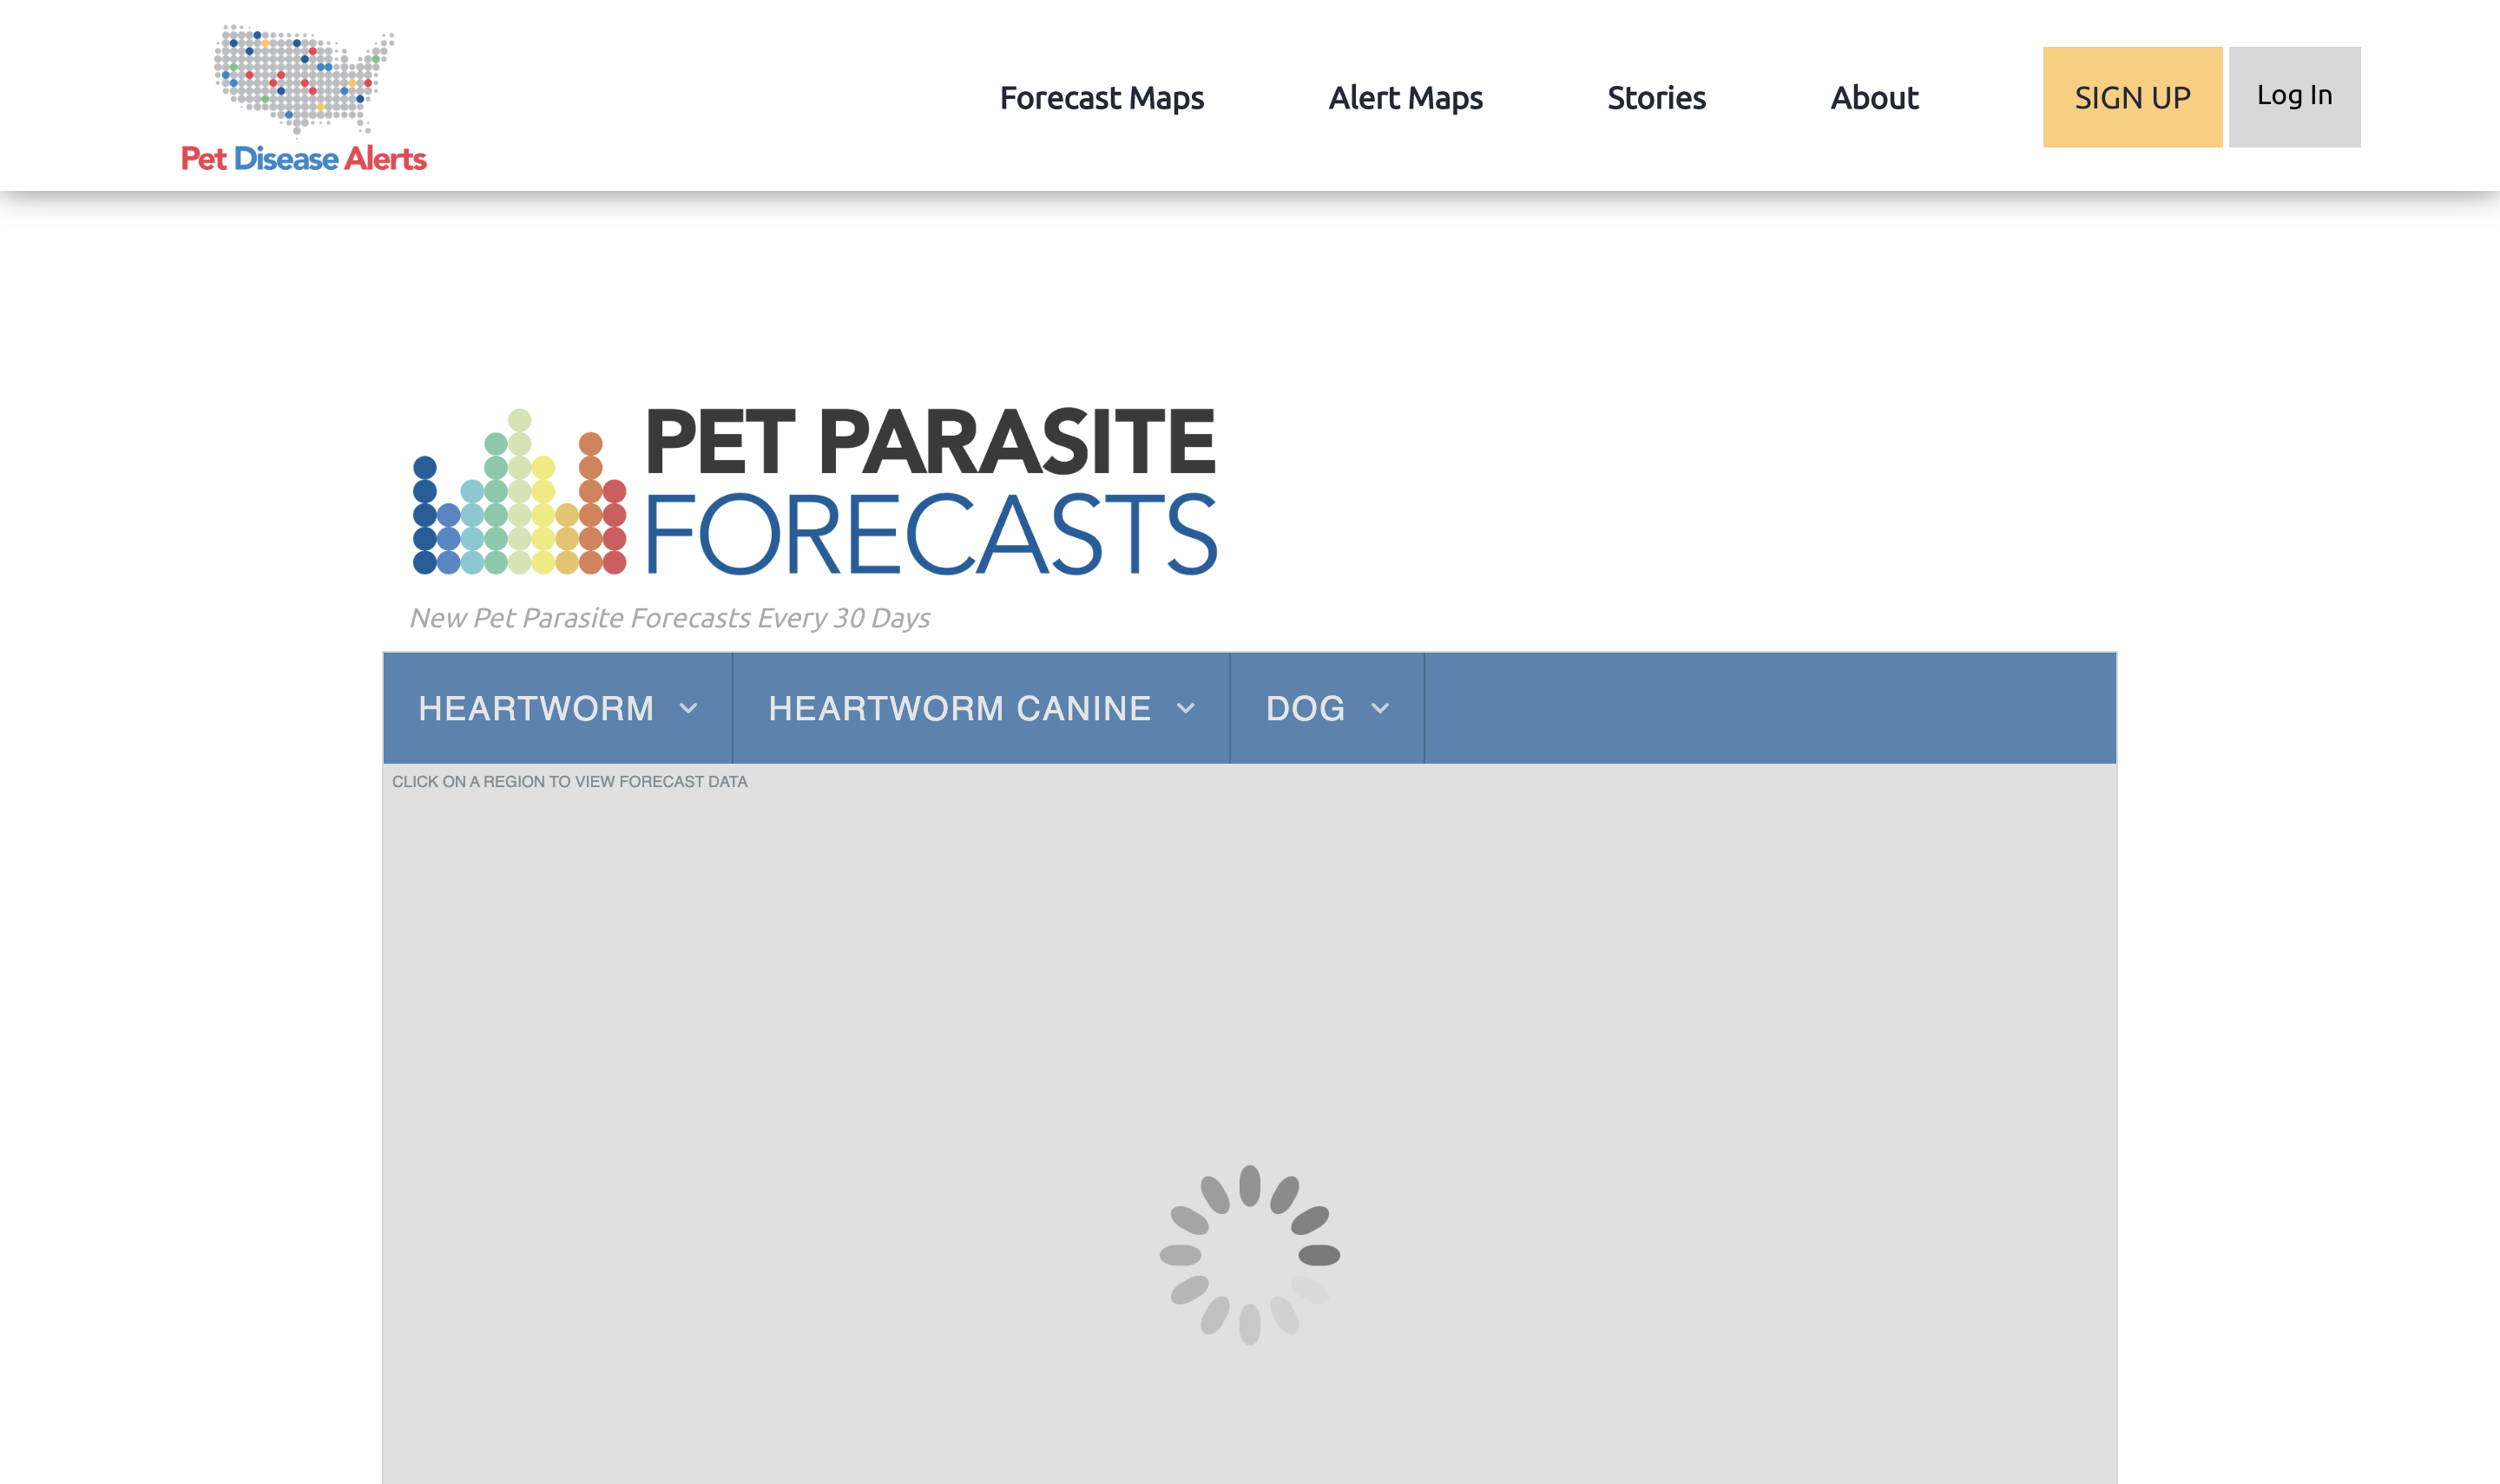 Pet Disease Alerts
Forecast Maps
Alert Maps
Stories
About
SIGN UP
Log In
PET PARASITE
FORECASTS
New Pet Parasite Forecasts Every 30 Days
HEARTWORM
HEARTWORM CANINE
DOG
CLICK ON A REGION TO VIEW FORECAST DATA